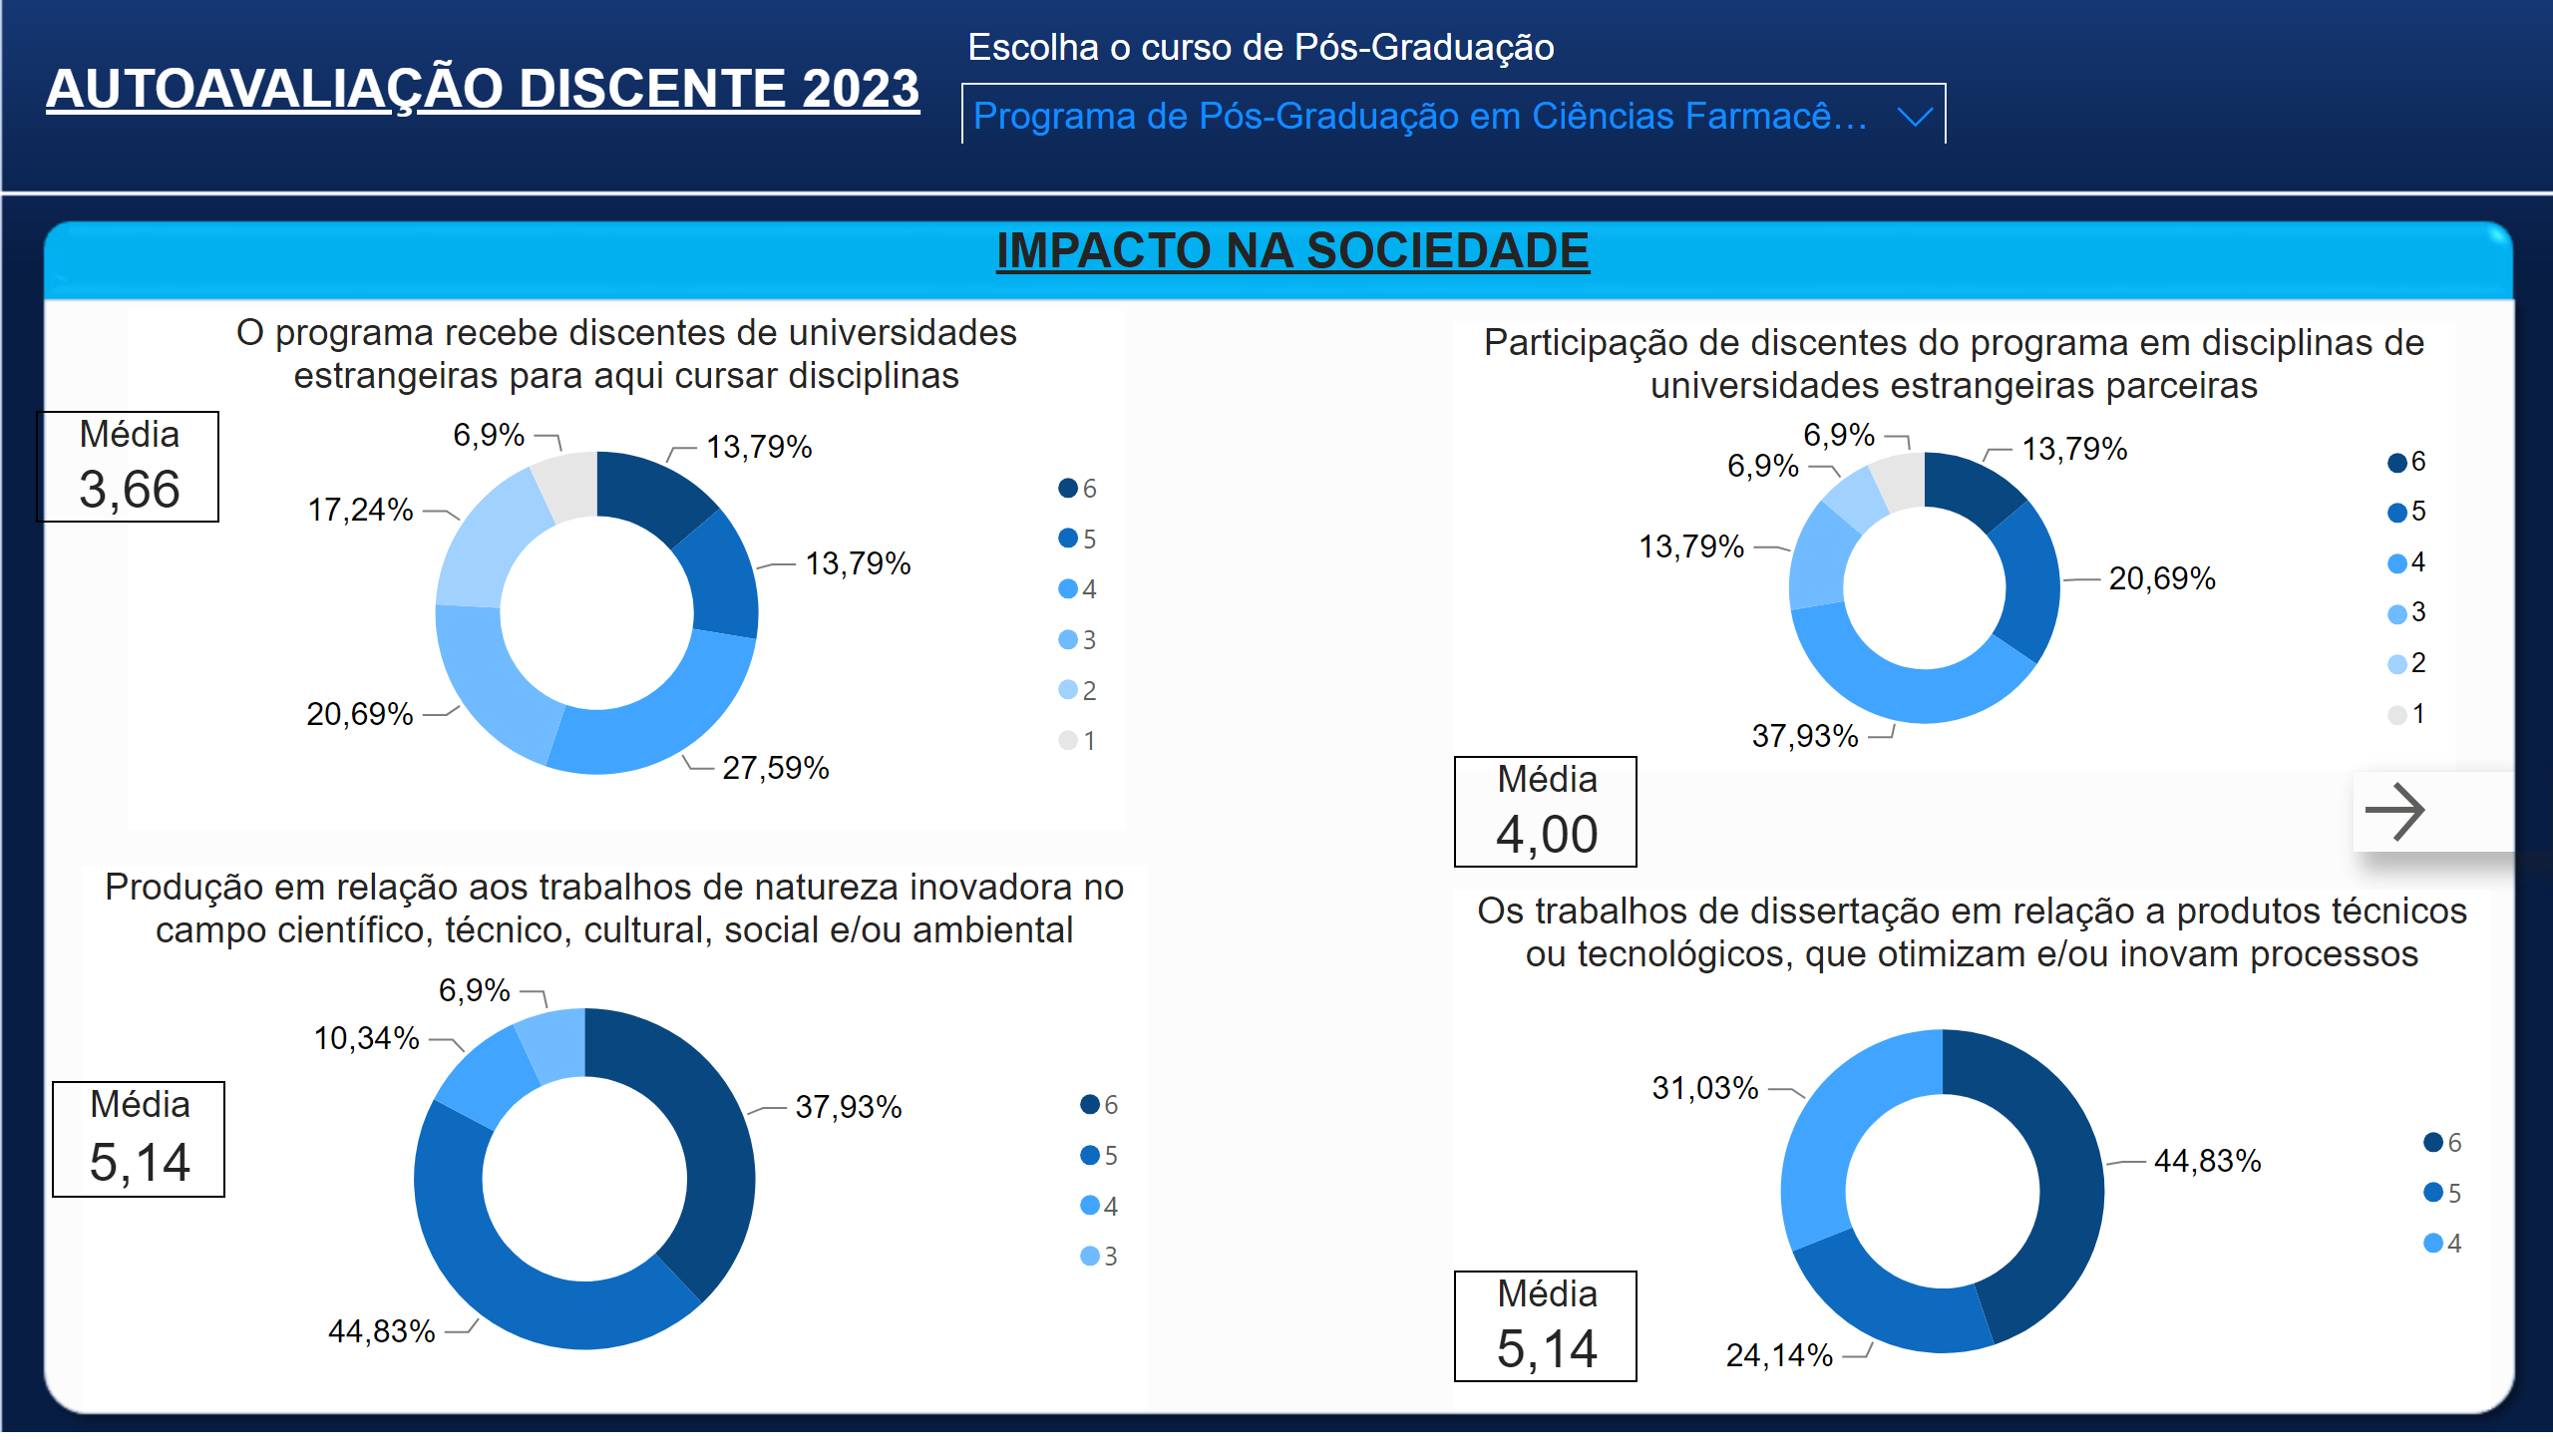 AUTOAVALIAÇÃO DISCENTE 2023
Escolha o curso de Pós-Graduação
Programa de Pós-Graduação em Ciências Farmacê…
IMPACTO NA SOCIEDADE
O programa recebe discentes de universidades
estrangeiras para aqui cursar disciplinas
Média
3,66
6,9%
13,79%
17,24%
13,79%
20,69%
27,59%
6
5
4
3
2
1
Participação de discentes do programa em disciplinas de
universidades estrangeiras parceiras
6,9%
13,79%
6,9%
13,79%
20,69%
37,93%
6
5
4
3
2
1
Média
4,00
Produção em relação aos trabalhos de natureza inovadora no
campo científico, técnico, cultural, social e/ou ambiental
6,9%
10,34%
37,93%
44,83%
Média
5,14
6
5
4
3
Os trabalhos de dissertação em relação a produtos técnicos
ou tecnológicos, que otimizam e/ou inovam processos
31,03%
44,83%
24,14%
6
5
4
Média
5,14